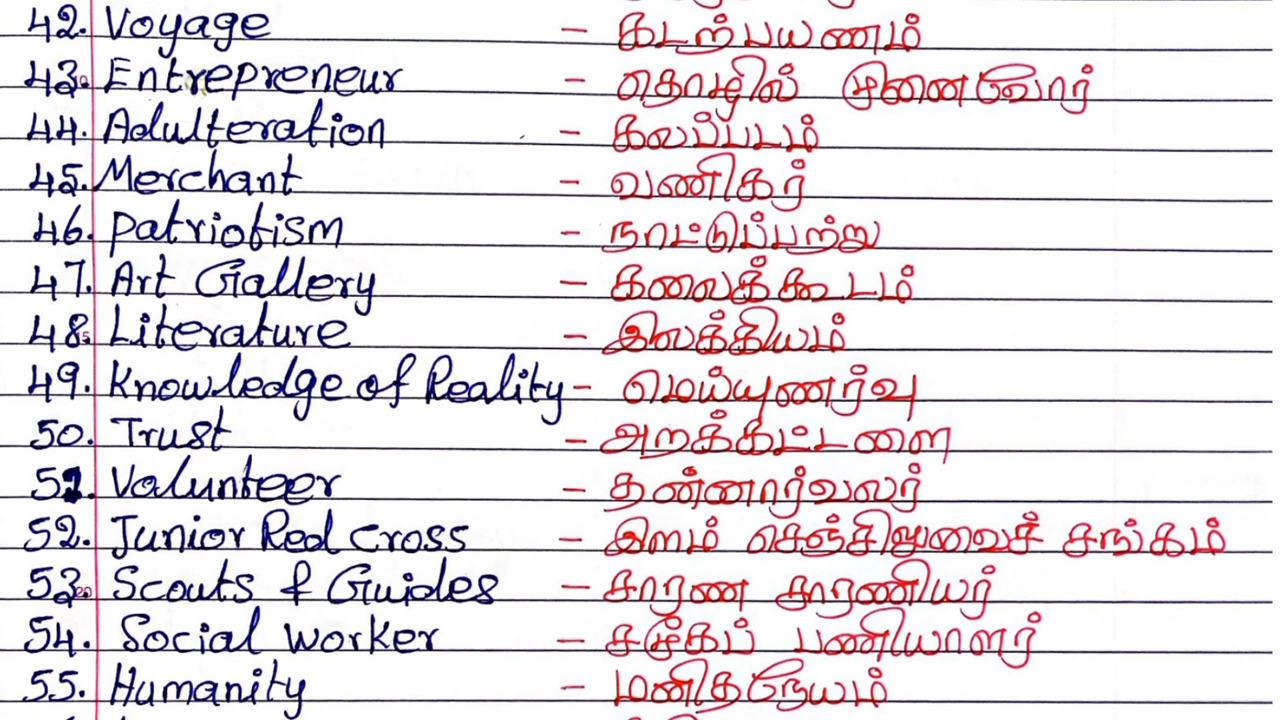 42. Voyage - கடற்பயணம்
43. Entrepreneur - தொழில் முனைவோர்
44. Adulteration - கலப்படம்
45. Merchant - வணிகர்
46. Patriotism - நாட்டுப்பற்று
47. Art Gallery - கலைக்கூடம்
48. Literature - இலக்கியம்
49. Knowledge of Reality - மெய்யுணர்வு
50. Trust - அறக்கட்டளை
51. Valunteer - தன்னார்வலர்
52. Junior Red Cross - இளம் செஞ்சிலுவைச் சங்கம்
53. Scouts & Guides - சாரண சாரணியர்
54. Social Worker - சமூகப் பணியாளர்
55. Humanity - மனிதநேயம்